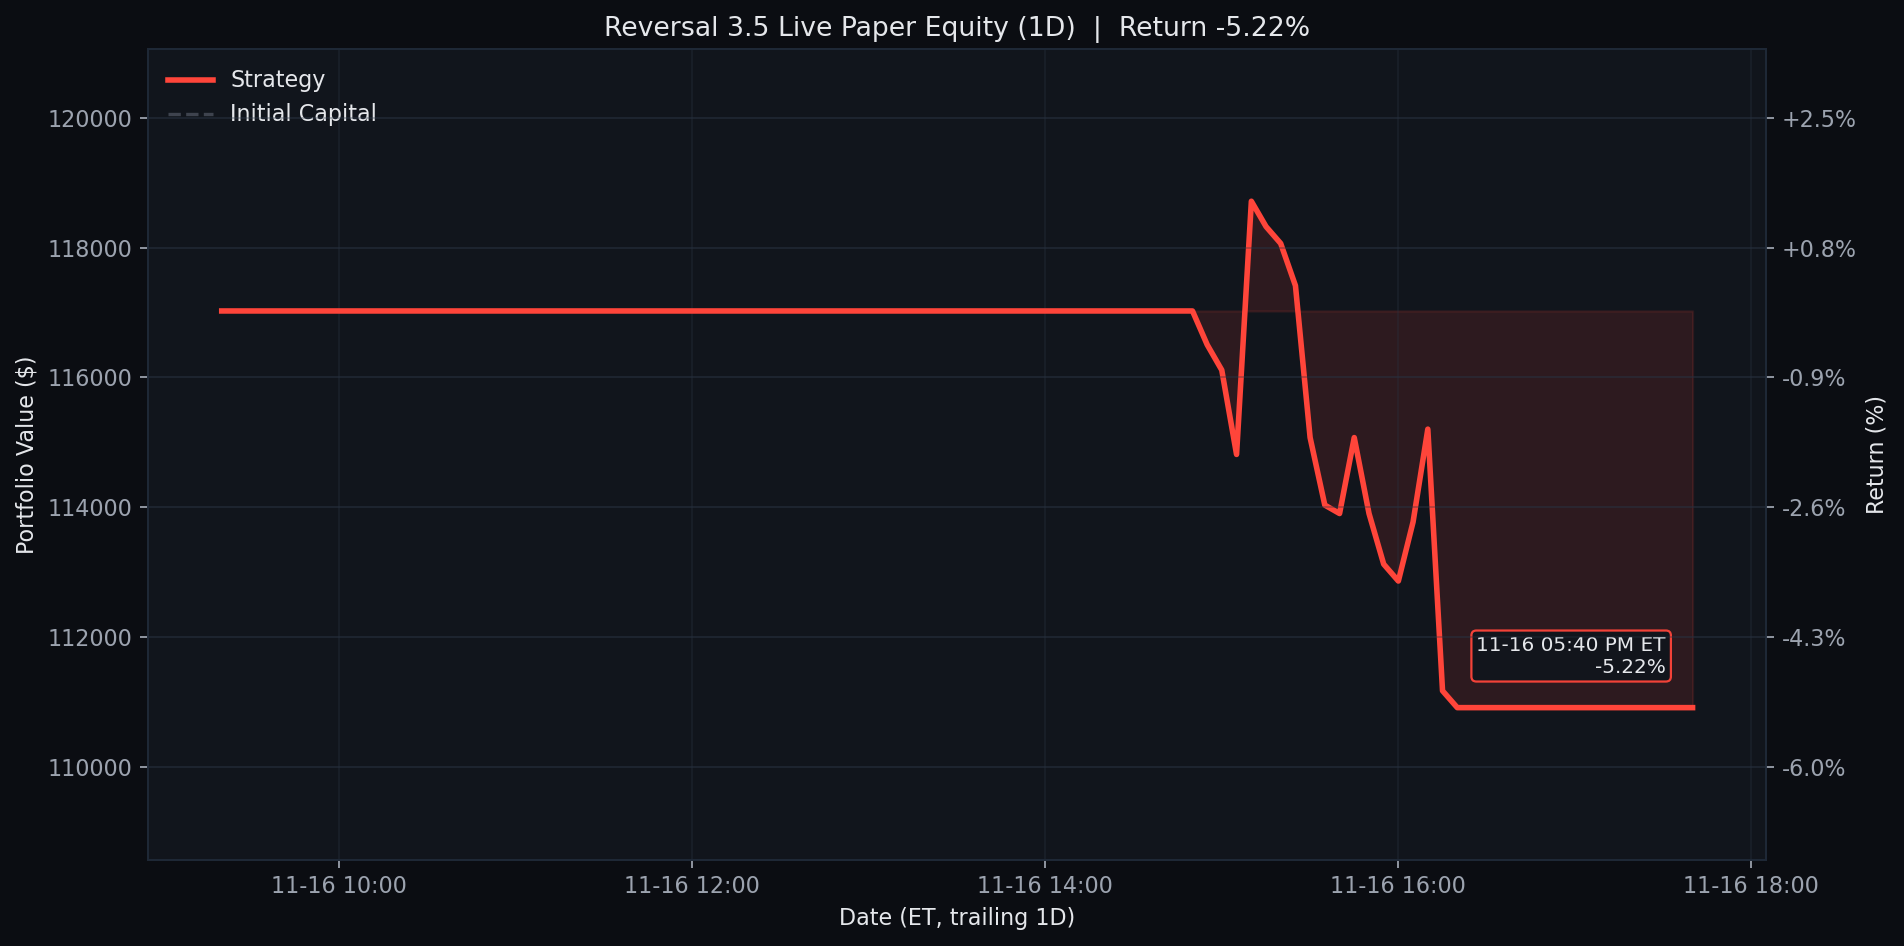 Reversal 3.5 Live Paper Equity (1D)  |  Return -5.22%
Strategy
Initial Capital
120000
118000
116000
114000
112000
110000
Portfolio Value ($)
+2.5%
+0.8%
-0.9%
-2.6%
-4.3%
-6.0%
Return (%)
11-16 05:40 PM ET
-5.22%
11-16 10:00
11-16 12:00
11-16 14:00
11-16 16:00
11-16 18:00
Date (ET, trailing 1D)